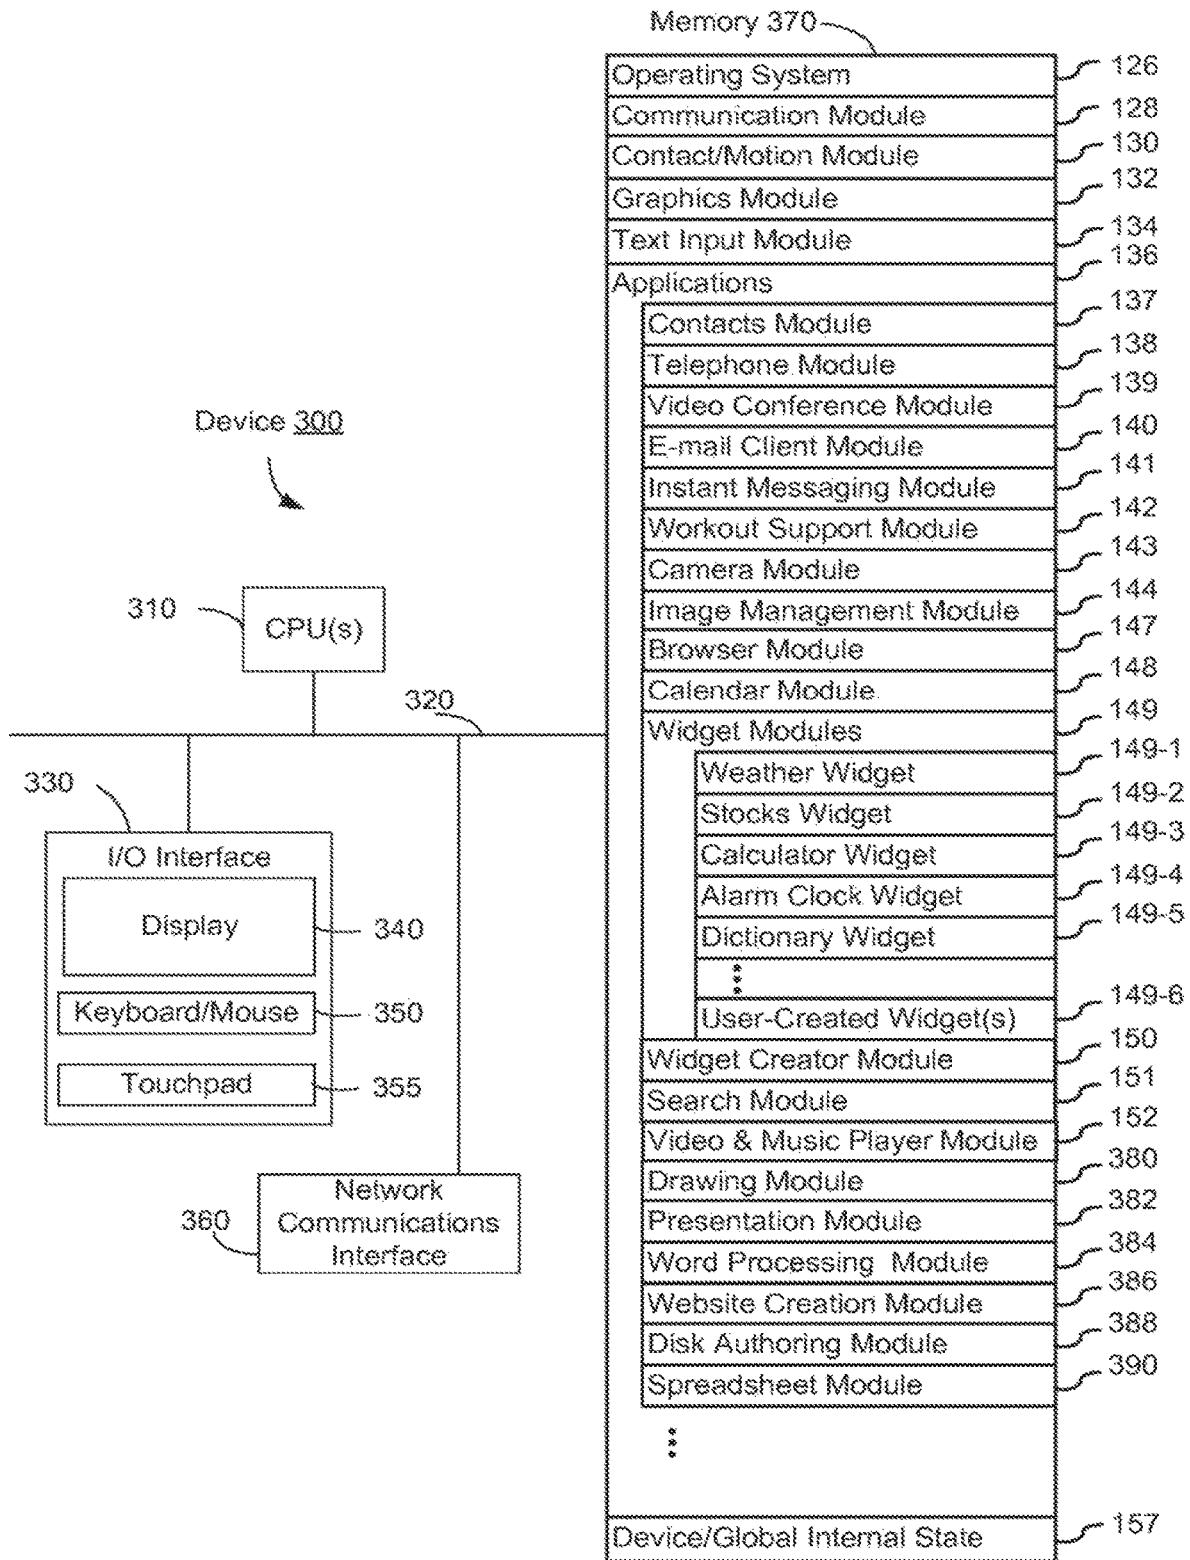 Memory 370
Operating System 126
Communication Module 128
Contact/Motion Module 130
Graphics Module 132
Text Input Module 134
Applications 136
Contacts Module 137
Telephone Module 138
Video Conference Module 139
E-mail Client Module 140
Instant Messaging Module 141
Workout Support Module 142
Camera Module 143
Image Management Module 144
Browser Module 147
Calendar Module 148
Widget Modules 149
Weather Widget 149-1
Stocks Widget 149-2
Calculator Widget 149-3
Alarm Clock Widget 149-4
Dictionary Widget 149-5
User-Created Widget(s) 149-6
Widget Creator Module 150
Search Module 151
Video & Music Player Module 152
Drawing Module 380
Presentation Module 382
Word Processing Module 384
Website Creation Module 386
Disk Authoring Module 388
Spreadsheet Module 390
Device/Global Internal State 157
Device 300
310
CPU(s)
320
330
I/O Interface
Display 340
Keyboard/Mouse 350
Touchpad 355
360
Network
Communications
Interface